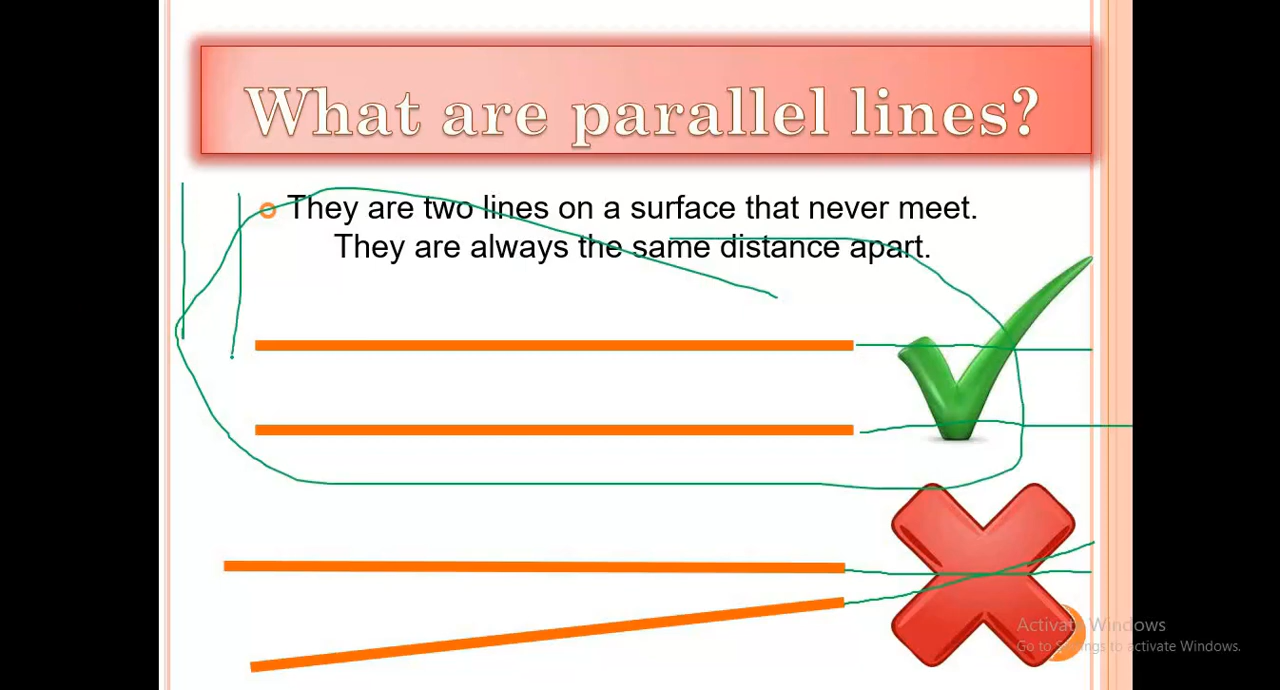 What are parallel lines?
They are two lines on a surface that never meet.
They are always the same distance apart.
Activate Windows
Go to Settings to activate Windows.